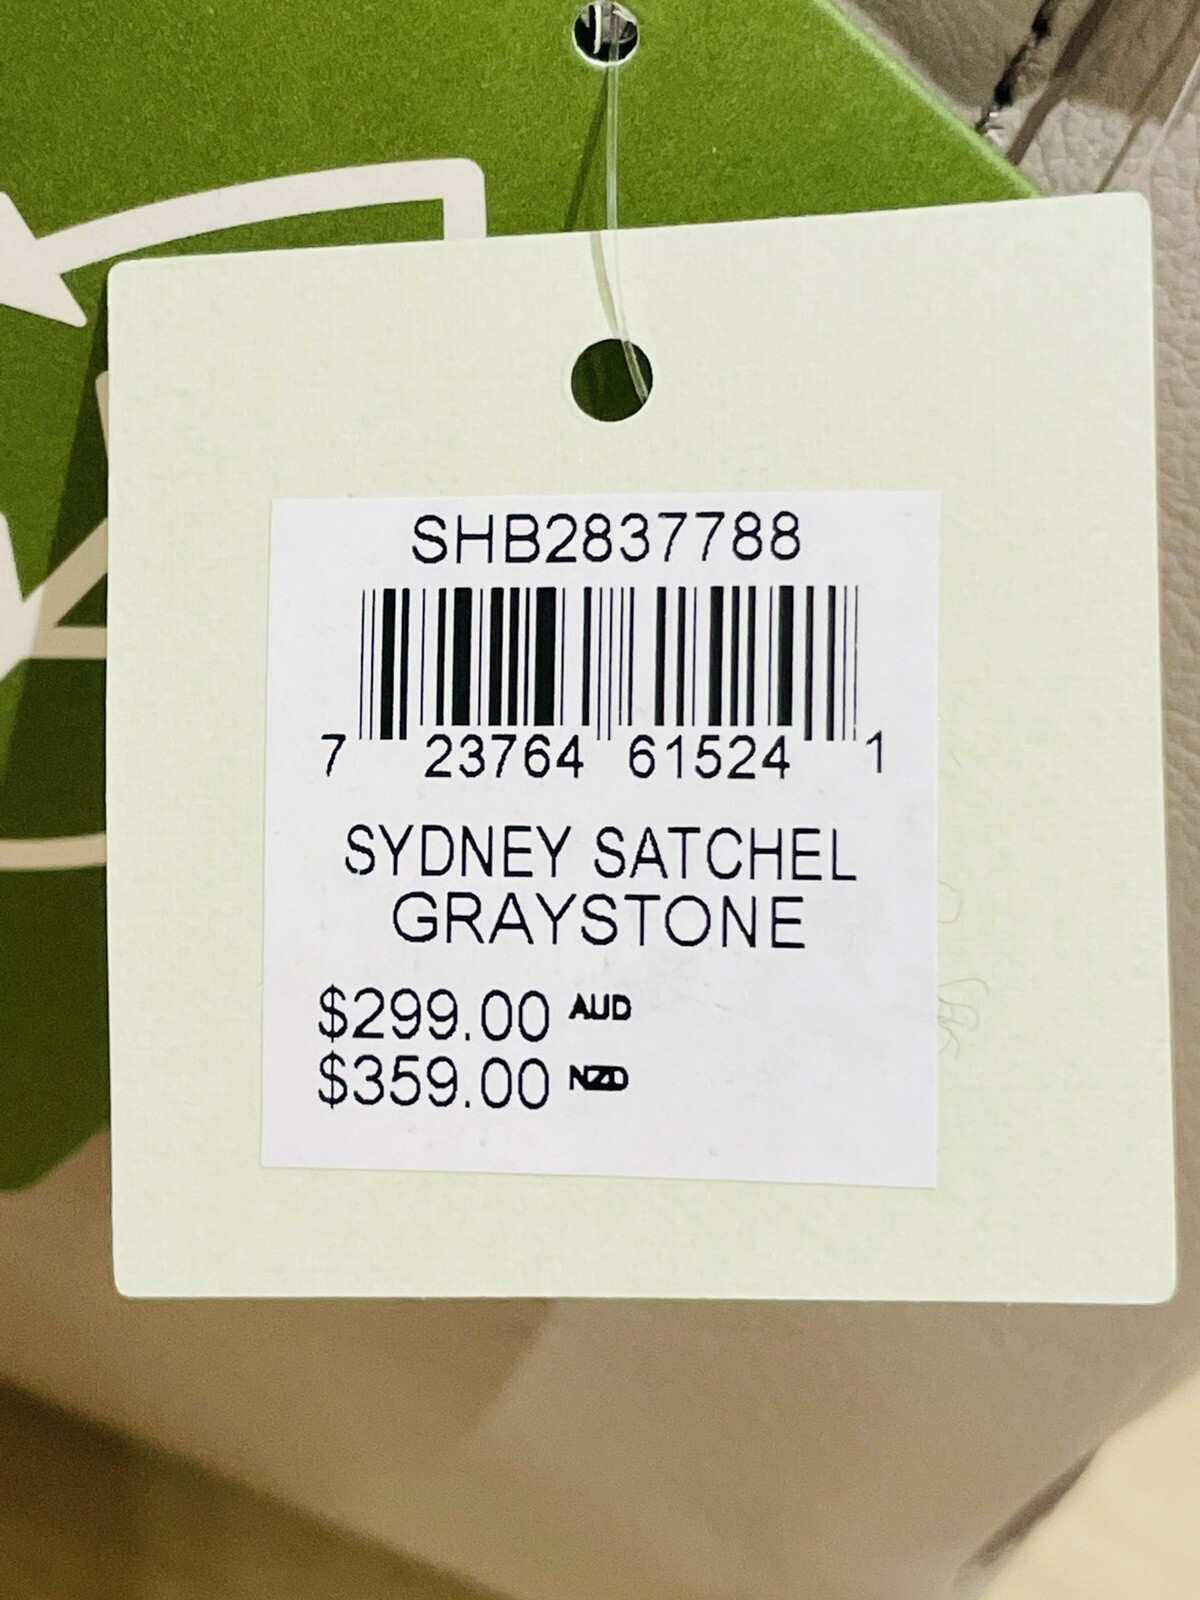 SHB2837788
7 23764 61524 1
SYDNEY SATCHEL
GRAYSTONE
$299.00 AUD
$359.00 NZD